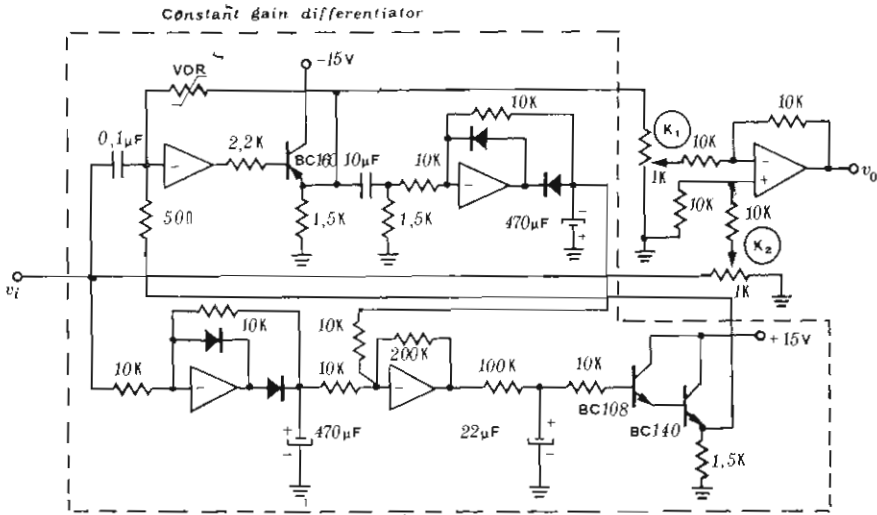 Constant gain differentiator
-15V
VDR
10K
10K
K₁
0,1µF
2,2K
BC160
10µF
10K
10K
1K
v₀
50Ω
1,5K
1,5K
470µF
10K
10K
K₂
vᵢ
1K
10K
10K
200K
+15V
10K
10K
100K
10K
BC108
BC140
470µF
22µF
1,5K